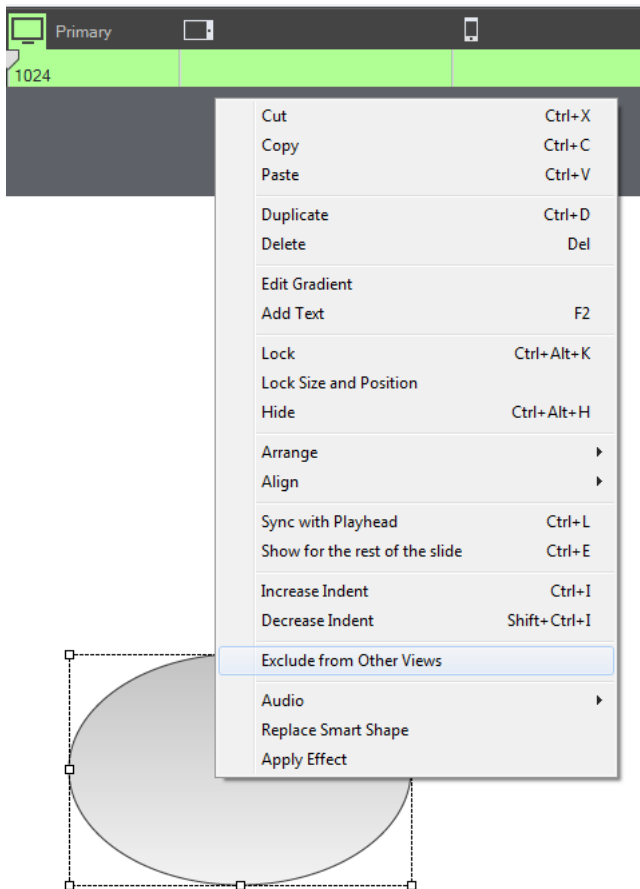 Primary
1024
Cut Ctrl+X
Copy Ctrl+C
Paste Ctrl+V
Duplicate Ctrl+D
Delete Del
Edit Gradient
Add Text F2
Lock Ctrl+Alt+K
Lock Size and Position
Hide Ctrl+Alt+H
Arrange
Align
Sync with Playhead Ctrl+L
Show for the rest of the slide Ctrl+E
Increase Indent Ctrl+I
Decrease Indent Shift+Ctrl+I
Exclude from Other Views
Audio
Replace Smart Shape
Apply Effect